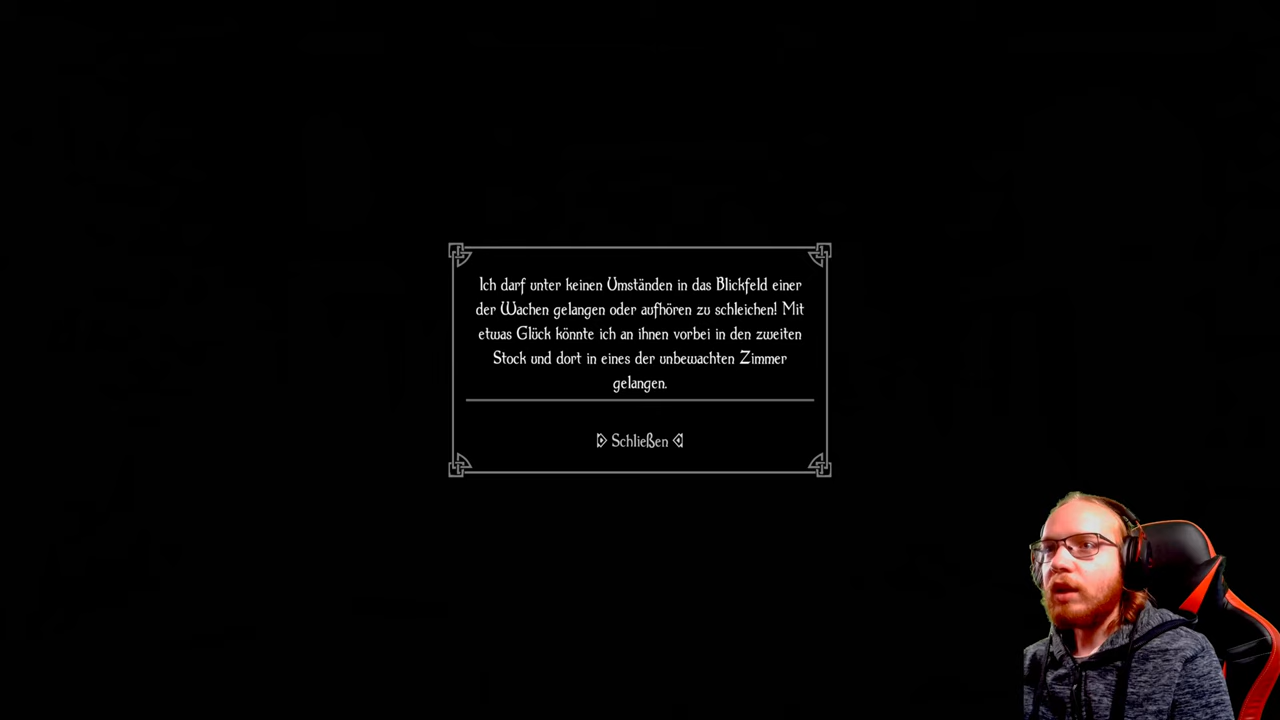 Ich darf unter keinen Umständen in das Blickfeld einer
der Wachen gelangen oder aufhören zu schleichen! Mit
etwas Glück könnte ich an ihnen vorbei in den zweiten
Stock und dort in eines der unbewachten Zimmer
gelangen.
Schließen